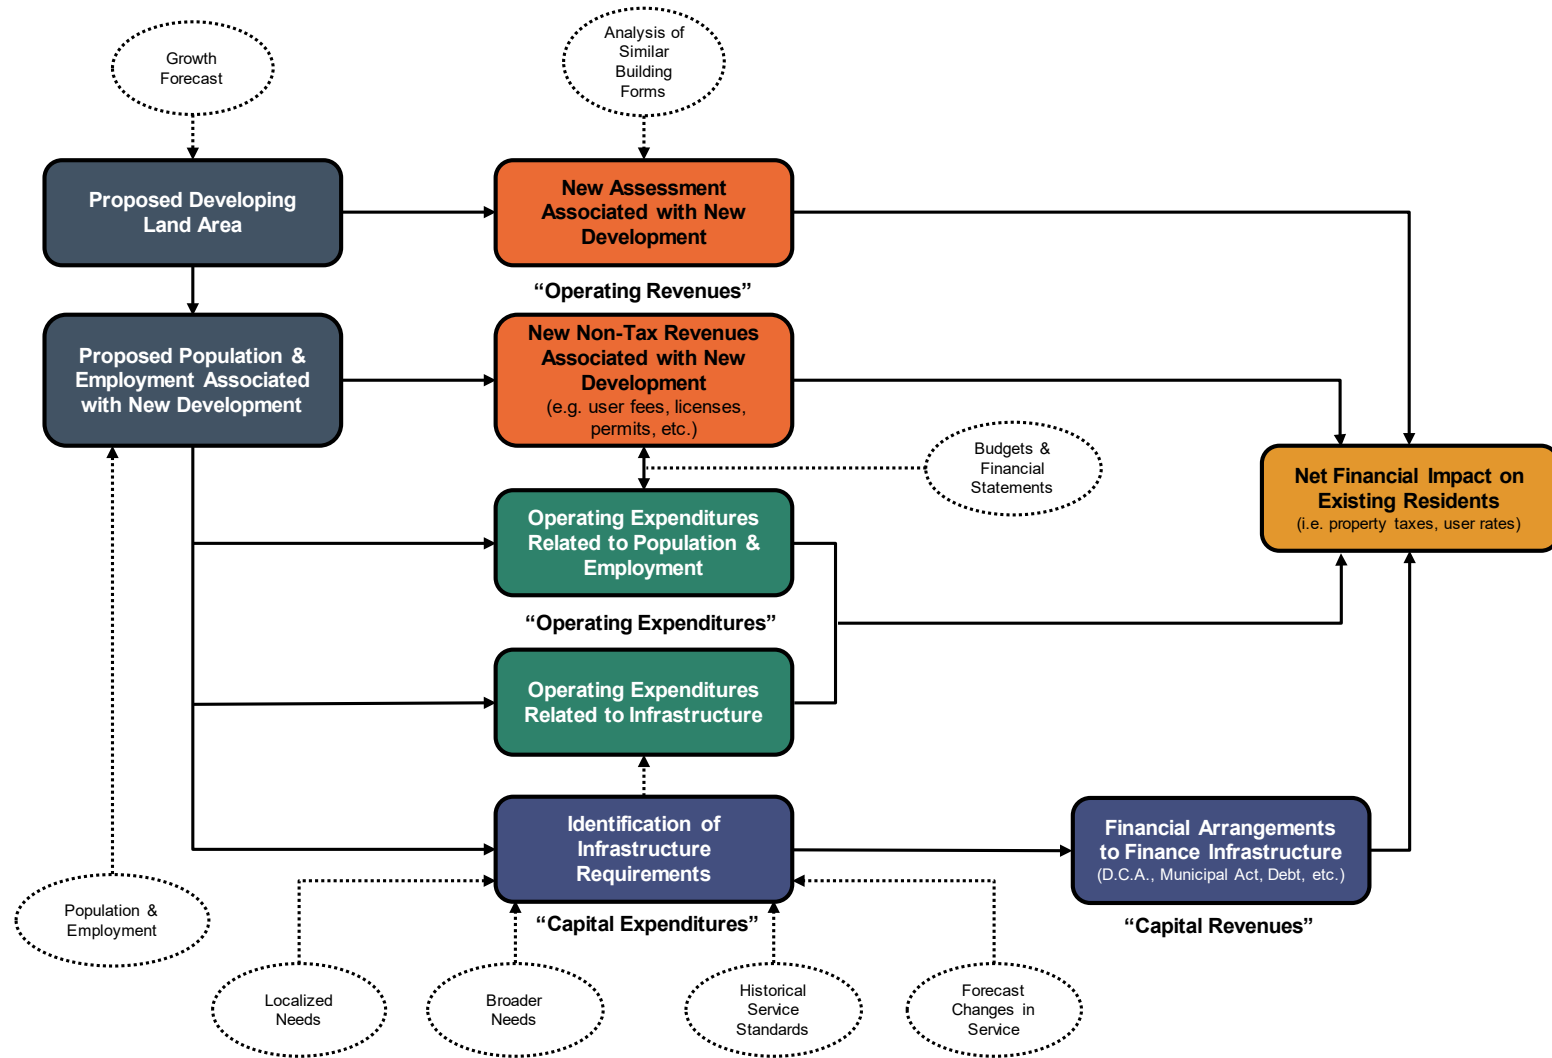 Growth
Forecast
Analysis of
Similar
Building
Forms
Proposed Developing
Land Area
New Assessment
Associated with New
Development
“Operating Revenues”
Proposed Population &
Employment Associated
with New Development
New Non-Tax Revenues
Associated with New
Development
(e.g. user fees, licenses,
permits, etc.)
Budgets &
Financial
Statements
Net Financial Impact on
Existing Residents
(i.e. property taxes, user rates)
Operating Expenditures
Related to Population &
Employment
“Operating Expenditures”
Operating Expenditures
Related to Infrastructure
Identification of
Infrastructure
Requirements
“Capital Expenditures”
Financial Arrangements
to Finance Infrastructure
(D.C.A., Municipal Act, Debt, etc.)
“Capital Revenues”
Population &
Employment
Localized
Needs
Broader
Needs
Historical
Service
Standards
Forecast
Changes in
Service